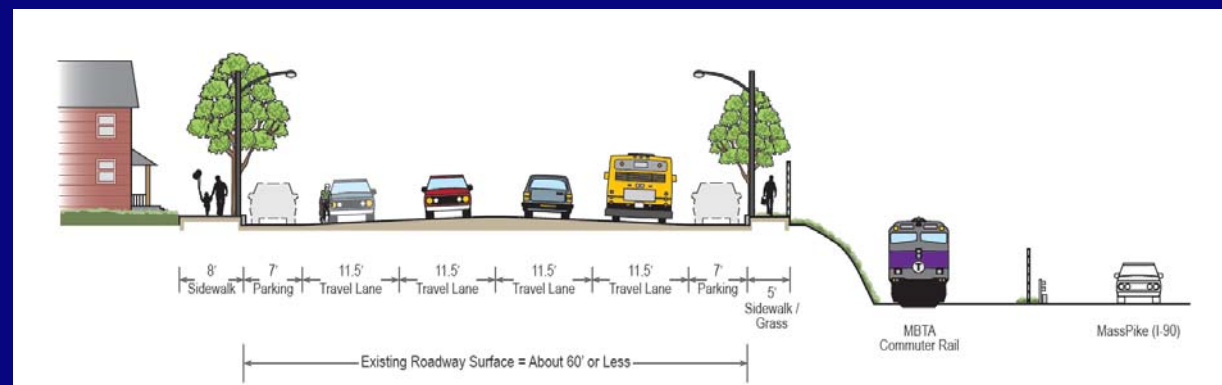 8'
Sidewalk
7'
Parking
11.5'
Travel Lane
11.5'
Travel Lane
11.5'
Travel Lane
11.5'
Travel Lane
7'
Parking
5'
Sidewalk /
Grass
T
MBTA
Commuter Rail
MassPike (I-90)
Existing Roadway Surface = About 60' or Less